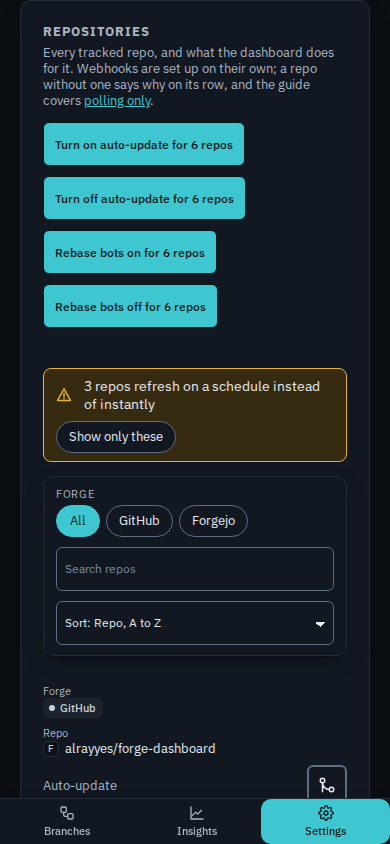 REPOSITORIES
Every tracked repo, and what the dashboard does
for it. Webhooks are set up on their own; a repo
without one says why on its row, and the guide
covers polling only.
Turn on auto-update for 6 repos
Turn off auto-update for 6 repos
Rebase bots on for 6 repos
Rebase bots off for 6 repos
3 repos refresh on a schedule instead
of instantly
Show only these
FORGE
All GitHub Forgejo
Search repos
Sort: Repo, A to Z
Forge
GitHub
Repo
F alrayyes/forge-dashboard
Auto-update
Branches Insights Settings